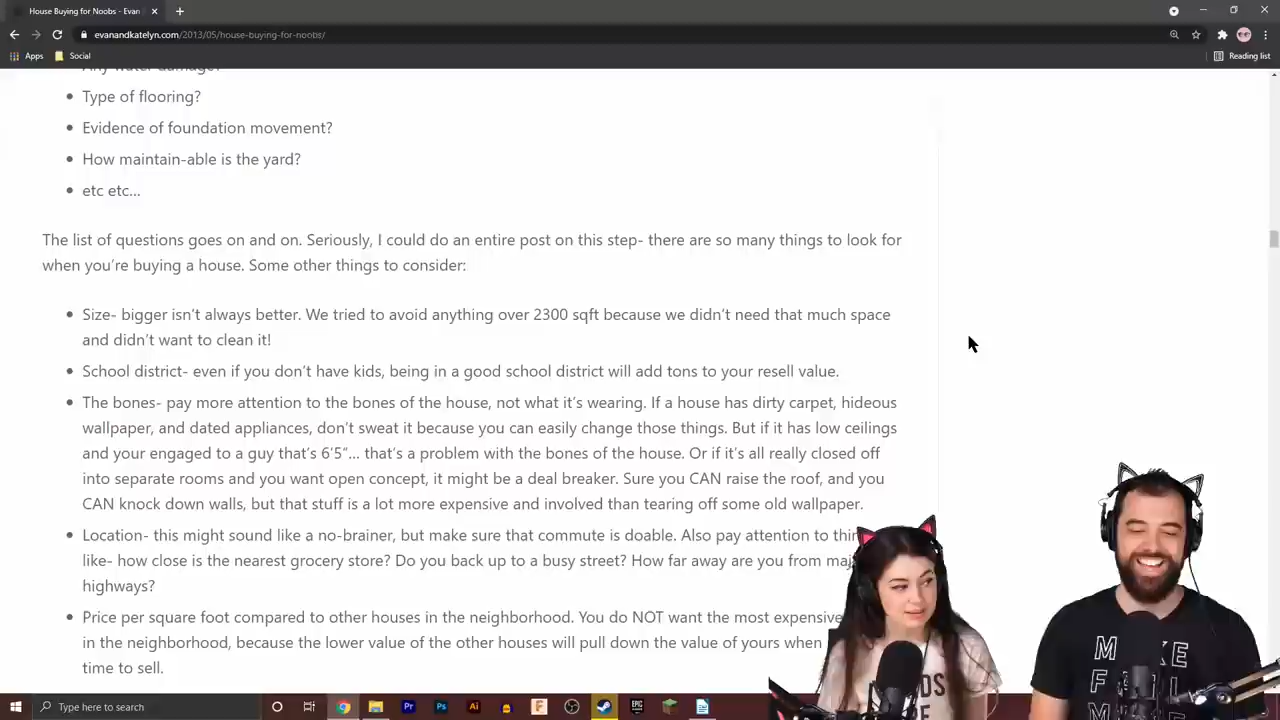 House Buying for Noobs - Evan
evanandkatelyn.com/2013/05/house-buying-for-noobs/
Apps Social Reading list
Any water damage?
Type of flooring?
Evidence of foundation movement?
How maintain-able is the yard?
etc etc…
The list of questions goes on and on. Seriously, I could do an entire post on this step- there are so many things to look for
when you're buying a house. Some other things to consider:
Size- bigger isn't always better. We tried to avoid anything over 2300 sqft because we didn't need that much space
and didn't want to clean it!
School district- even if you don't have kids, being in a good school district will add tons to your resell value.
The bones- pay more attention to the bones of the house, not what it's wearing. If a house has dirty carpet, hideous
wallpaper, and dated appliances, don't sweat it because you can easily change those things. But if it has low ceilings
and your engaged to a guy that's 6'5"… that's a problem with the bones of the house. Or if it's all really closed off
into separate rooms and you want open concept, it might be a deal breaker. Sure you CAN raise the roof, and you
CAN knock down walls, but that stuff is a lot more expensive and involved than tearing off some old wallpaper.
Location- this might sound like a no-brainer, but make sure that commute is doable. Also pay attention to
like- how close is the nearest grocery store? Do you back up to a busy street? How far away are you from
highways?
Price per square foot compared to other houses in the neighborhood. You do NOT want the most expensive
in the neighborhood, because the lower value of the other houses will pull down the value of yours when
time to sell.
Type here to search